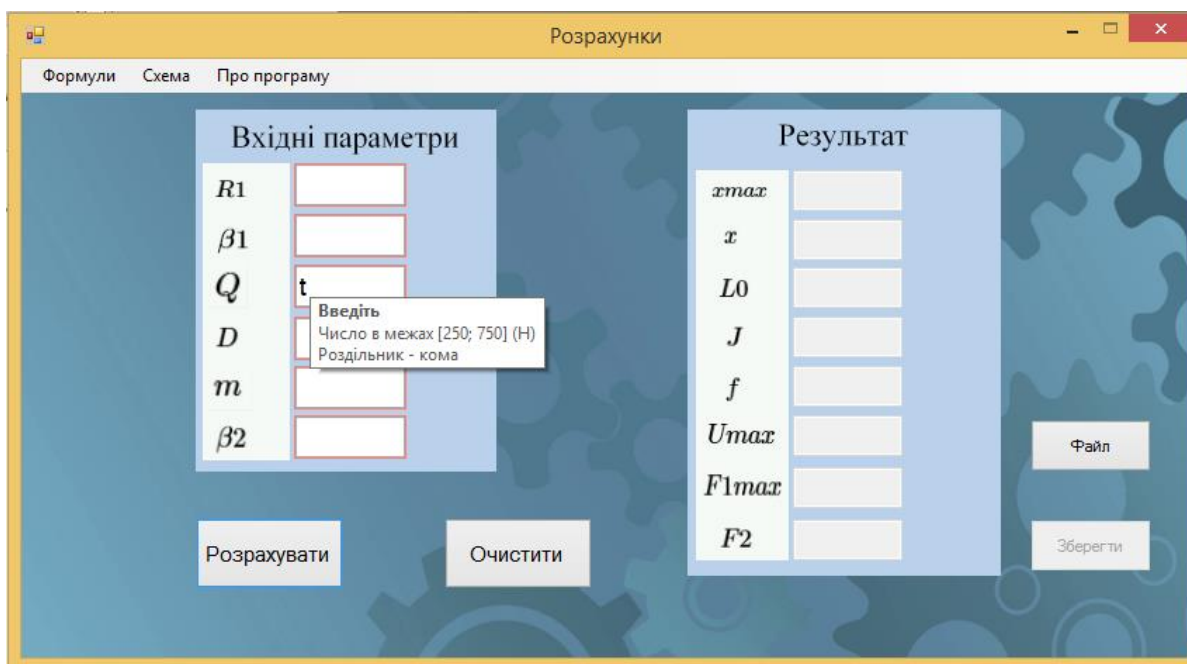 Розрахунки
Формули Схема Про програму
Вхідні параметри
R1
β1
Q t
D
m
β2
Введіть
Число в межах [250; 750] (Н)
Роздільник - кома
Розрахувати
Очистити
Результат
xmax
x
L0
J
f
Umax
F1max
F2
Файл
Зберегти